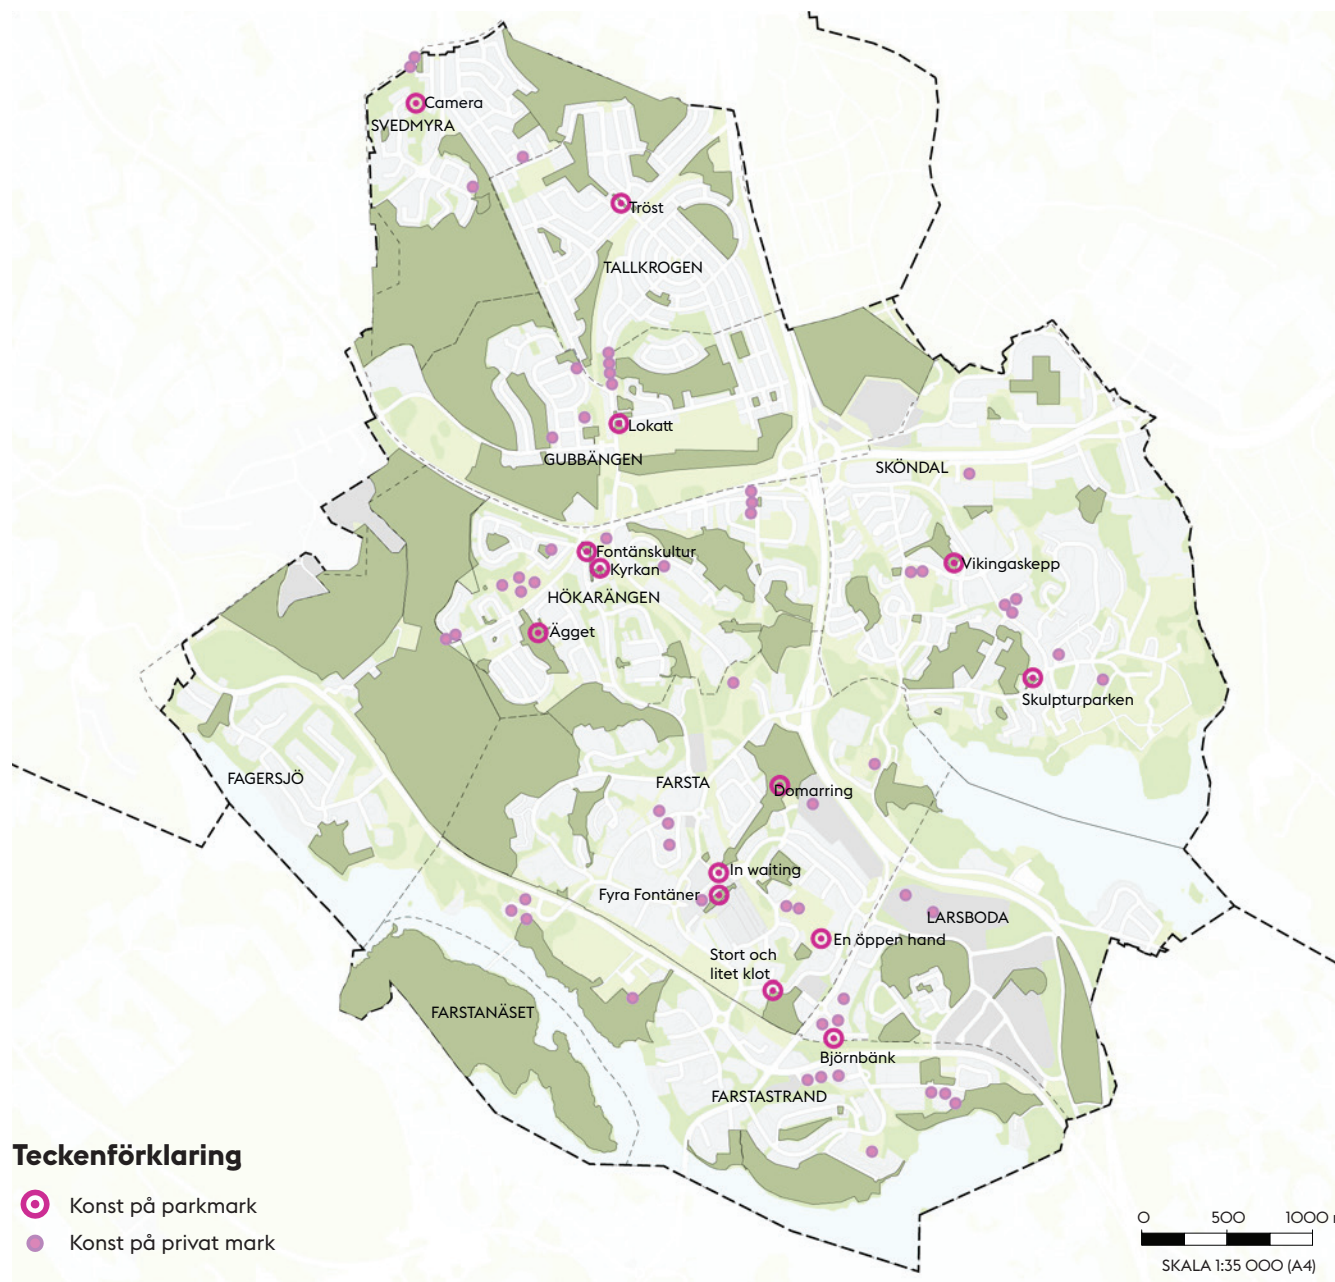 Camera
SVEDMYRA
Tröst
TALLKROGEN
Lokatt
GUBBÄNGEN
SKÖNDAL
Fontänskultur
Kyrkan
Vikingaskepp
HÖKARÄNGEN
Ägget
Skulpturparken
FAGERSJÖ
FARSTA
Domarring
In waiting
Fyra Fontäner
LARSBODA
En öppen hand
Stort och
litet klot
FARSTANÄSET
Björnbänk
FARSTASTRAND
Teckenförklaring
Konst på parkmark
Konst på privat mark
0 500 1000
SKALA 1:35 000 (A4)